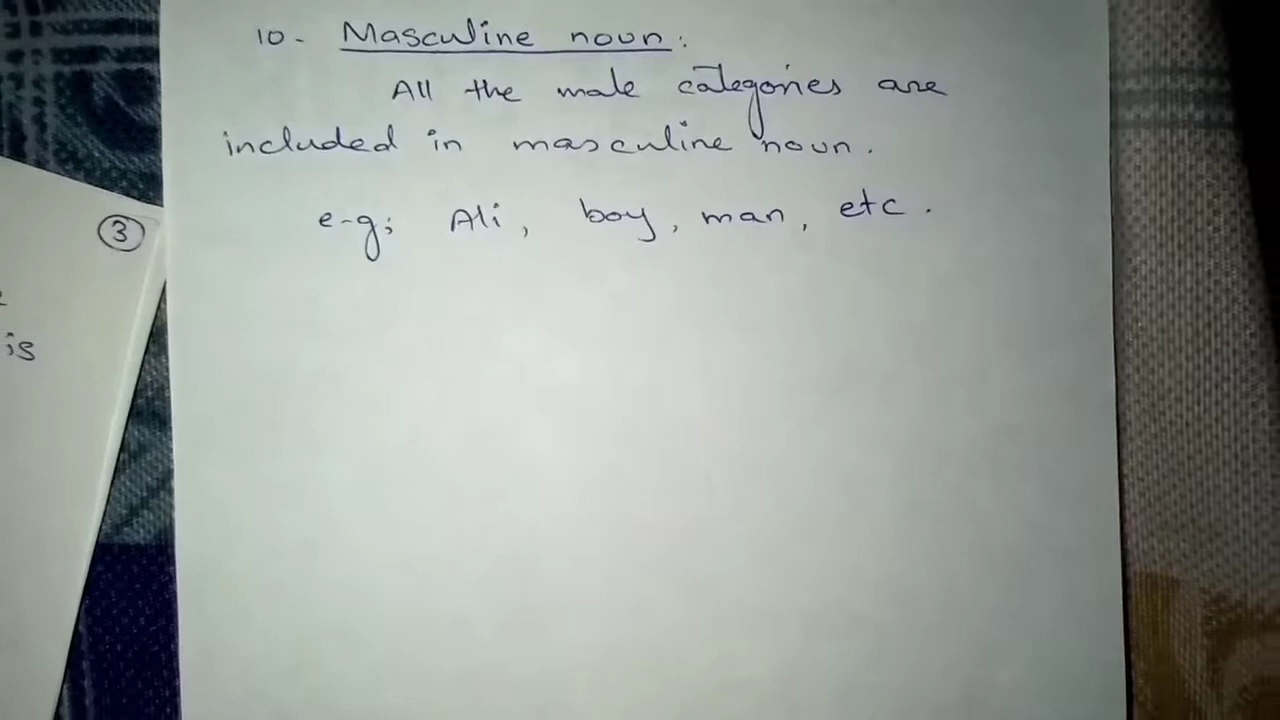 10- Masculine noun:
All the male categories are
included in masculine noun.
e-g; Ali, boy, man, etc.
3
is